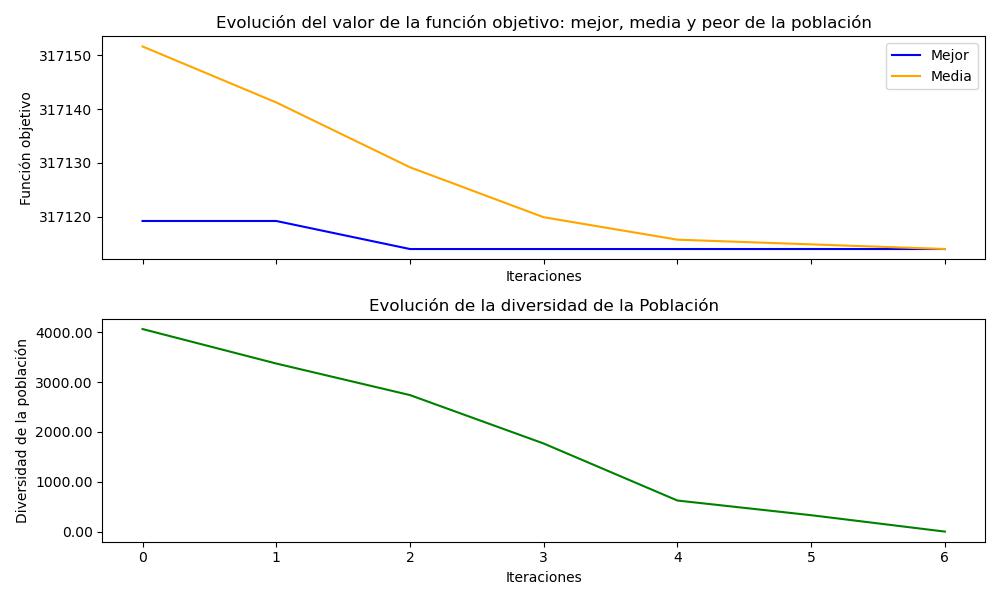 Evolución del valor de la función objetivo: mejor, media y peor de la población
Función objetivo
317150
317140
317130
317120
Mejor
Media
Iteraciones
Evolución de la diversidad de la Población
Diversidad de la población
4000.00
3000.00
2000.00
1000.00
0.00
0 1 2 3 4 5 6
Iteraciones